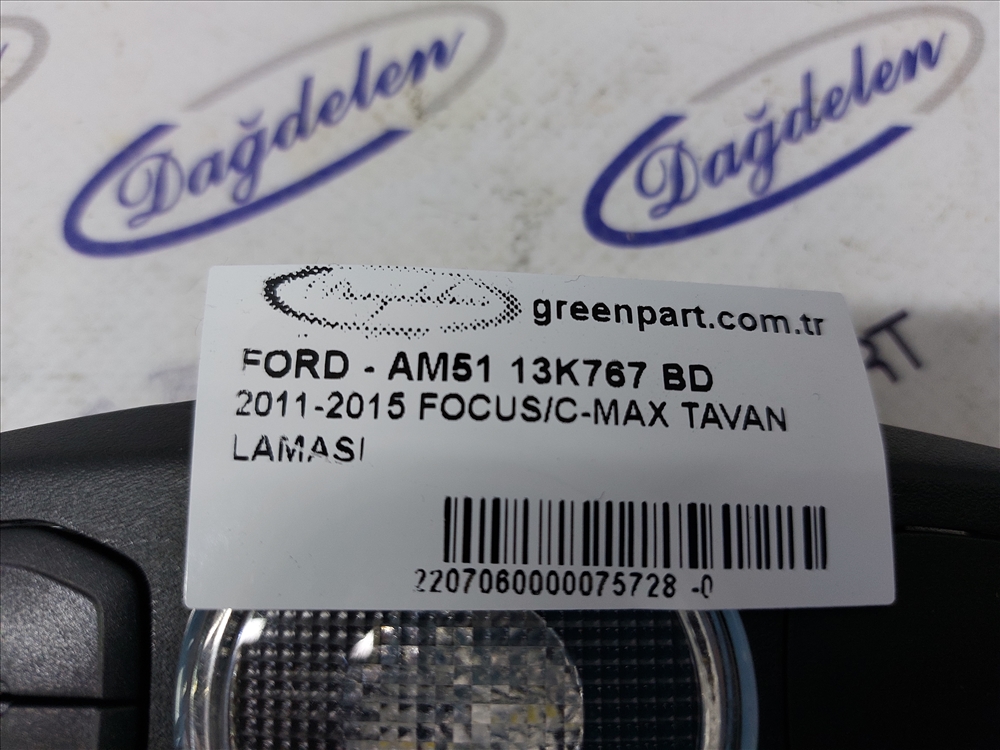 Dağdelen
Dağdelen
greenpart.com.tr
FORD - AM51 13K767 BD
2011-2015 FOCUS/C-MAX TAVAN
LAMASI
2207060000075728 -0